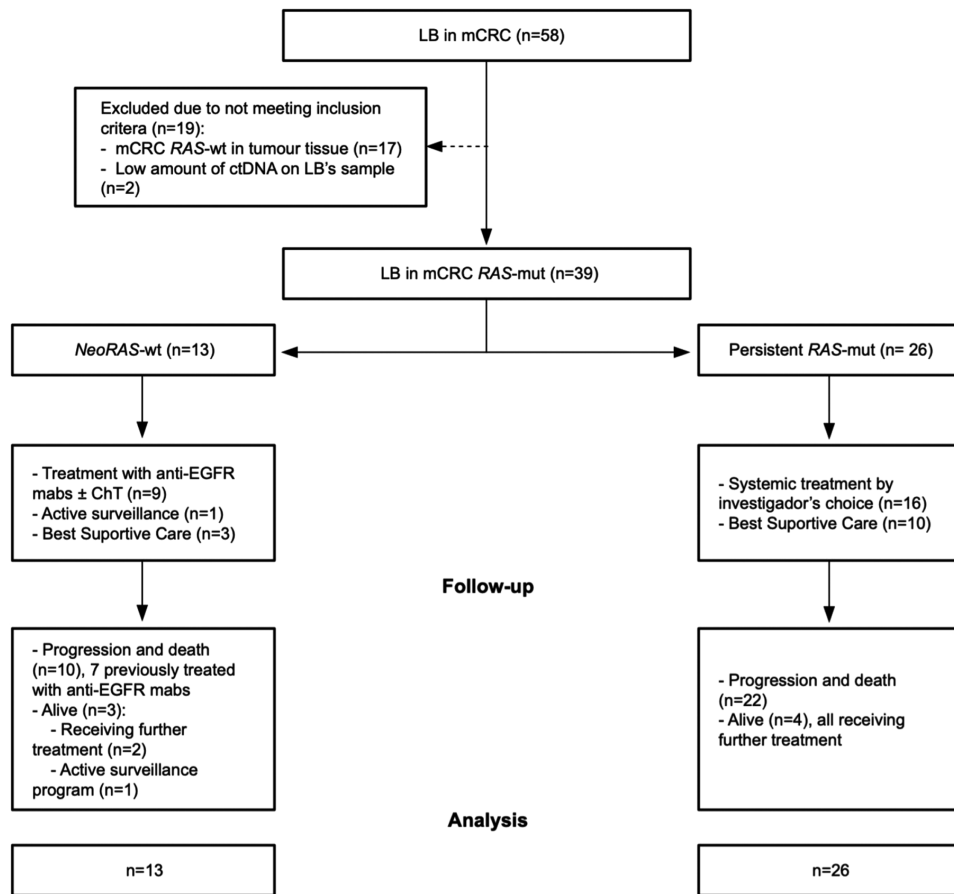 LB in mCRC (n=58)
Excluded due to not meeting inclusion
critera (n=19):
- mCRC RAS-wt in tumour tissue (n=17)
- Low amount of ctDNA on LB's sample
(n=2)
LB in mCRC RAS-mut (n=39)
NeoRAS-wt (n=13)
Persistent RAS-mut (n= 26)
- Treatment with anti-EGFR
mabs ± ChT (n=9)
- Active surveillance (n=1)
- Best Suportive Care (n=3)
- Systemic treatment by
investigador's choice (n=16)
- Best Suportive Care (n=10)
Follow-up
- Progression and death
(n=10), 7 previously treated
with anti-EGFR mabs
- Alive (n=3):
- Receiving further
treatment (n=2)
- Active surveillance
program (n=1)
- Progression and death
(n=22)
- Alive (n=4), all receiving
further treatment
Analysis
n=13
n=26